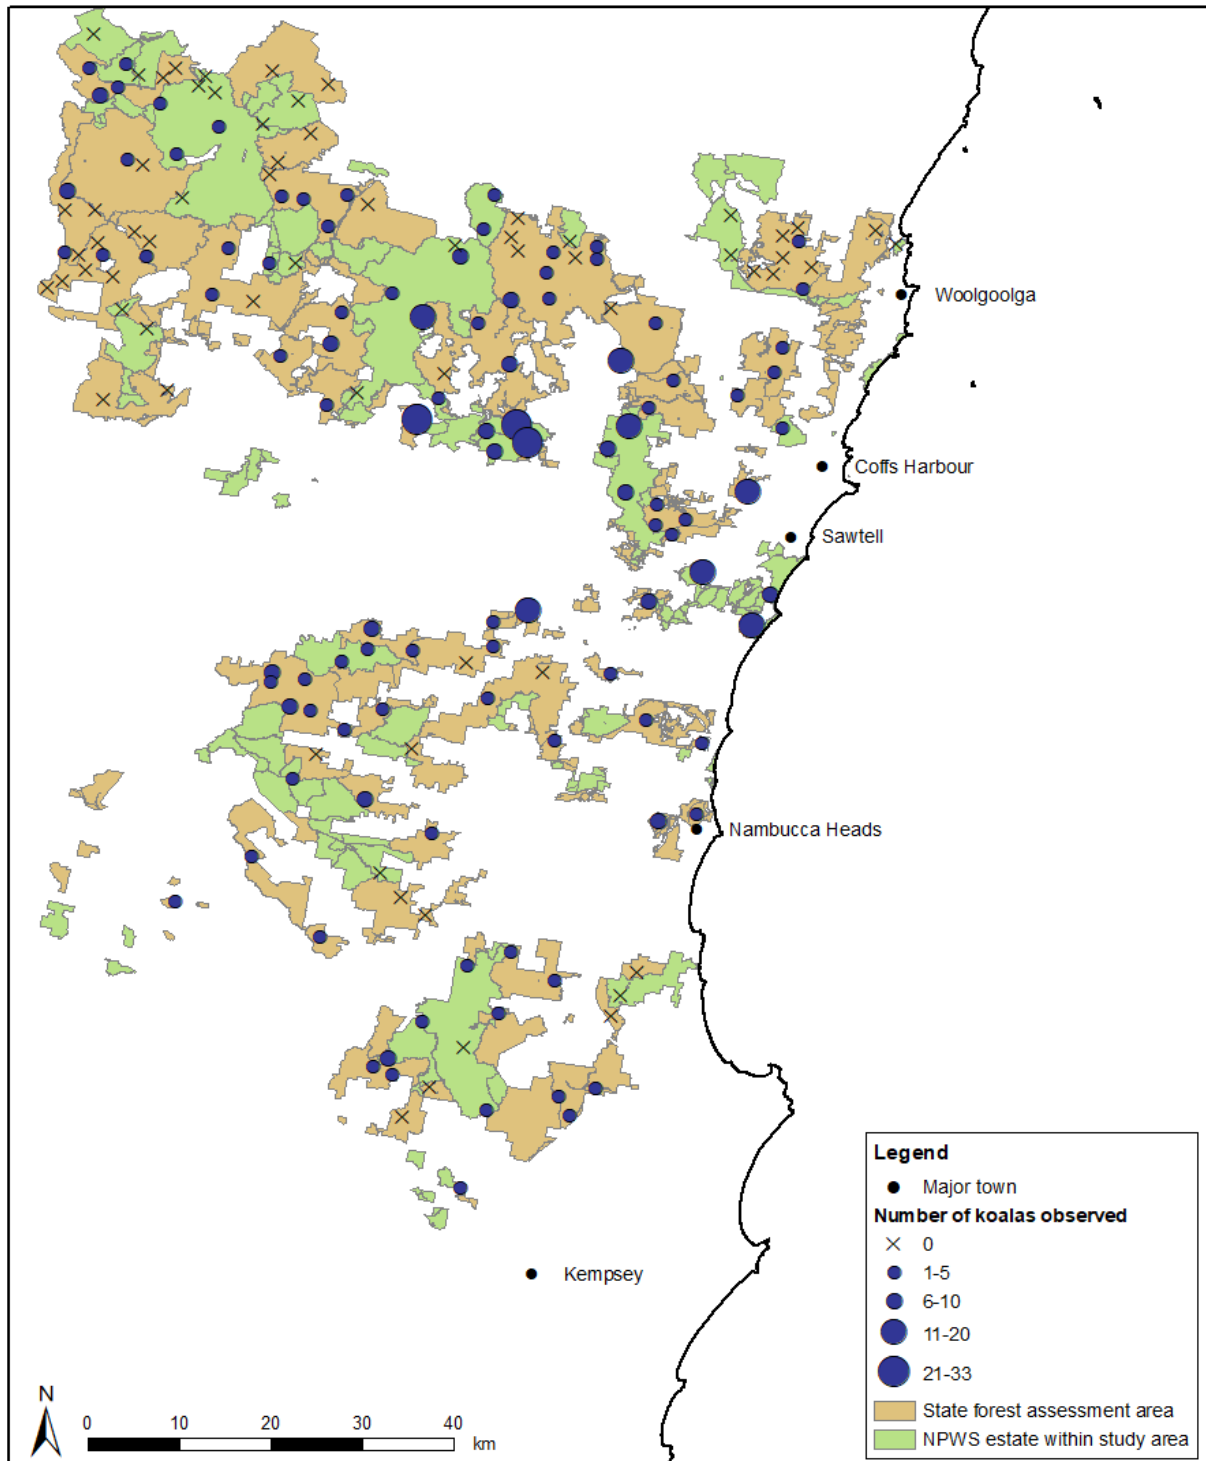 Woolgoolga
Coffs Harbour
Sawtell
Nambucca Heads
Kempsey
Legend
Major town
Number of koalas observed
0
1-5
6-10
11-20
21-33
State forest assessment area
NPWS estate within study area
N
0 10 20 30 40
km